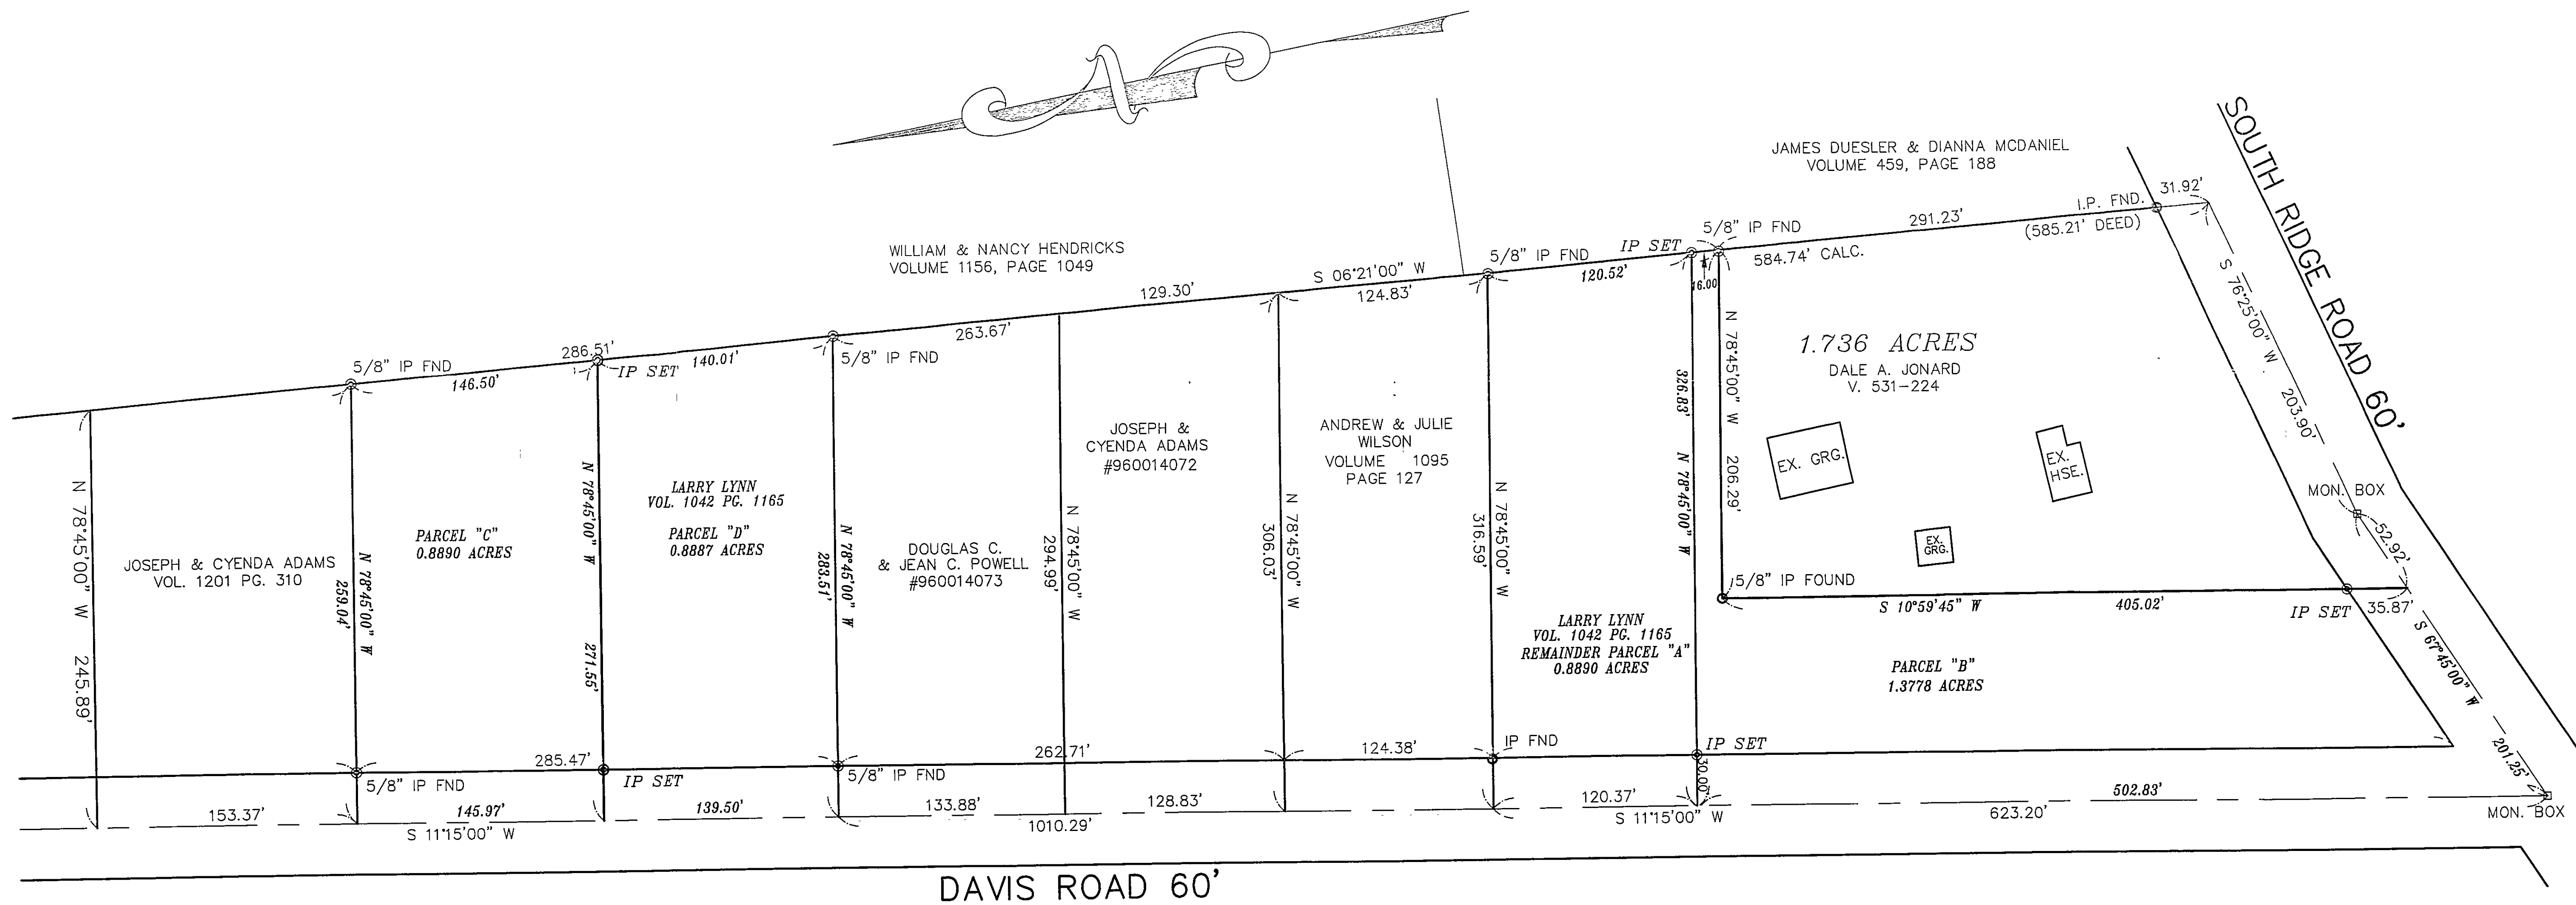 N
SOUTH RIDGE ROAD 60'
JAMES DUESLER & DIANNA MCDANIEL
VOLUME 459, PAGE 188
31.92'
I.P. FND.
(585.21' DEED)
291.23'
5/8" IP FND
584.74' CALC.
IP SET
16.00
120.52'
5/8" IP FND
S 06°21'00" W
124.83'
WILLIAM & NANCY HENDRICKS
VOLUME 1156, PAGE 1049
129.30'
263.67'
5/8" IP FND
286.51'
140.01'
IP SET
5/8" IP FND
146.50'
N 78°45'00" W 245.89'
JOSEPH & CYENDA ADAMS
VOL. 1201 PG. 310
N 78°45'00" W
259.04'
PARCEL "C"
0.8890 ACRES
N 78°45'00" W 271.55'
LARRY LYNN
VOL. 1042 PG. 1165
PARCEL "D"
0.8887 ACRES
N 78°45'00" W
283.51'
DOUGLAS C.
& JEAN C. POWELL
#960014073
N 78°45'00" W
294.99'
JOSEPH &
CYENDA ADAMS
#960014072
N 78°45'00" W
306.03'
ANDREW & JULIE
WILSON
VOLUME 1095
PAGE 127
N 78°45'00" W
316.59'
LARRY LYNN
VOL. 1042 PG. 1165
REMAINDER PARCEL "A"
0.8890 ACRES
326.83' N 78°45'00" W
N 78°45'00" W 206.29'
1.736 ACRES
DALE A. JONARD
V. 531-224
EX. GRG.
EX.
HSE.
EX.
GRG.
S 76°25'00" W 203.90'
MON. BOX
52.92'
5/8" IP FOUND
S 10°59'45" W 405.02'
IP SET
35.87'
PARCEL "B"
1.3778 ACRES
S 67°45'00" W 201.25'
MON. BOX
5/8" IP FND
285.47'
IP SET
5/8" IP FND
262.71'
124.38'
IP FND
IP SET
30.00'
153.37'
145.97'
139.50'
133.88'
128.83'
120.37'
502.83'
S 11°15'00" W
1010.29'
S 11°15'00" W
623.20'
DAVIS ROAD 60'